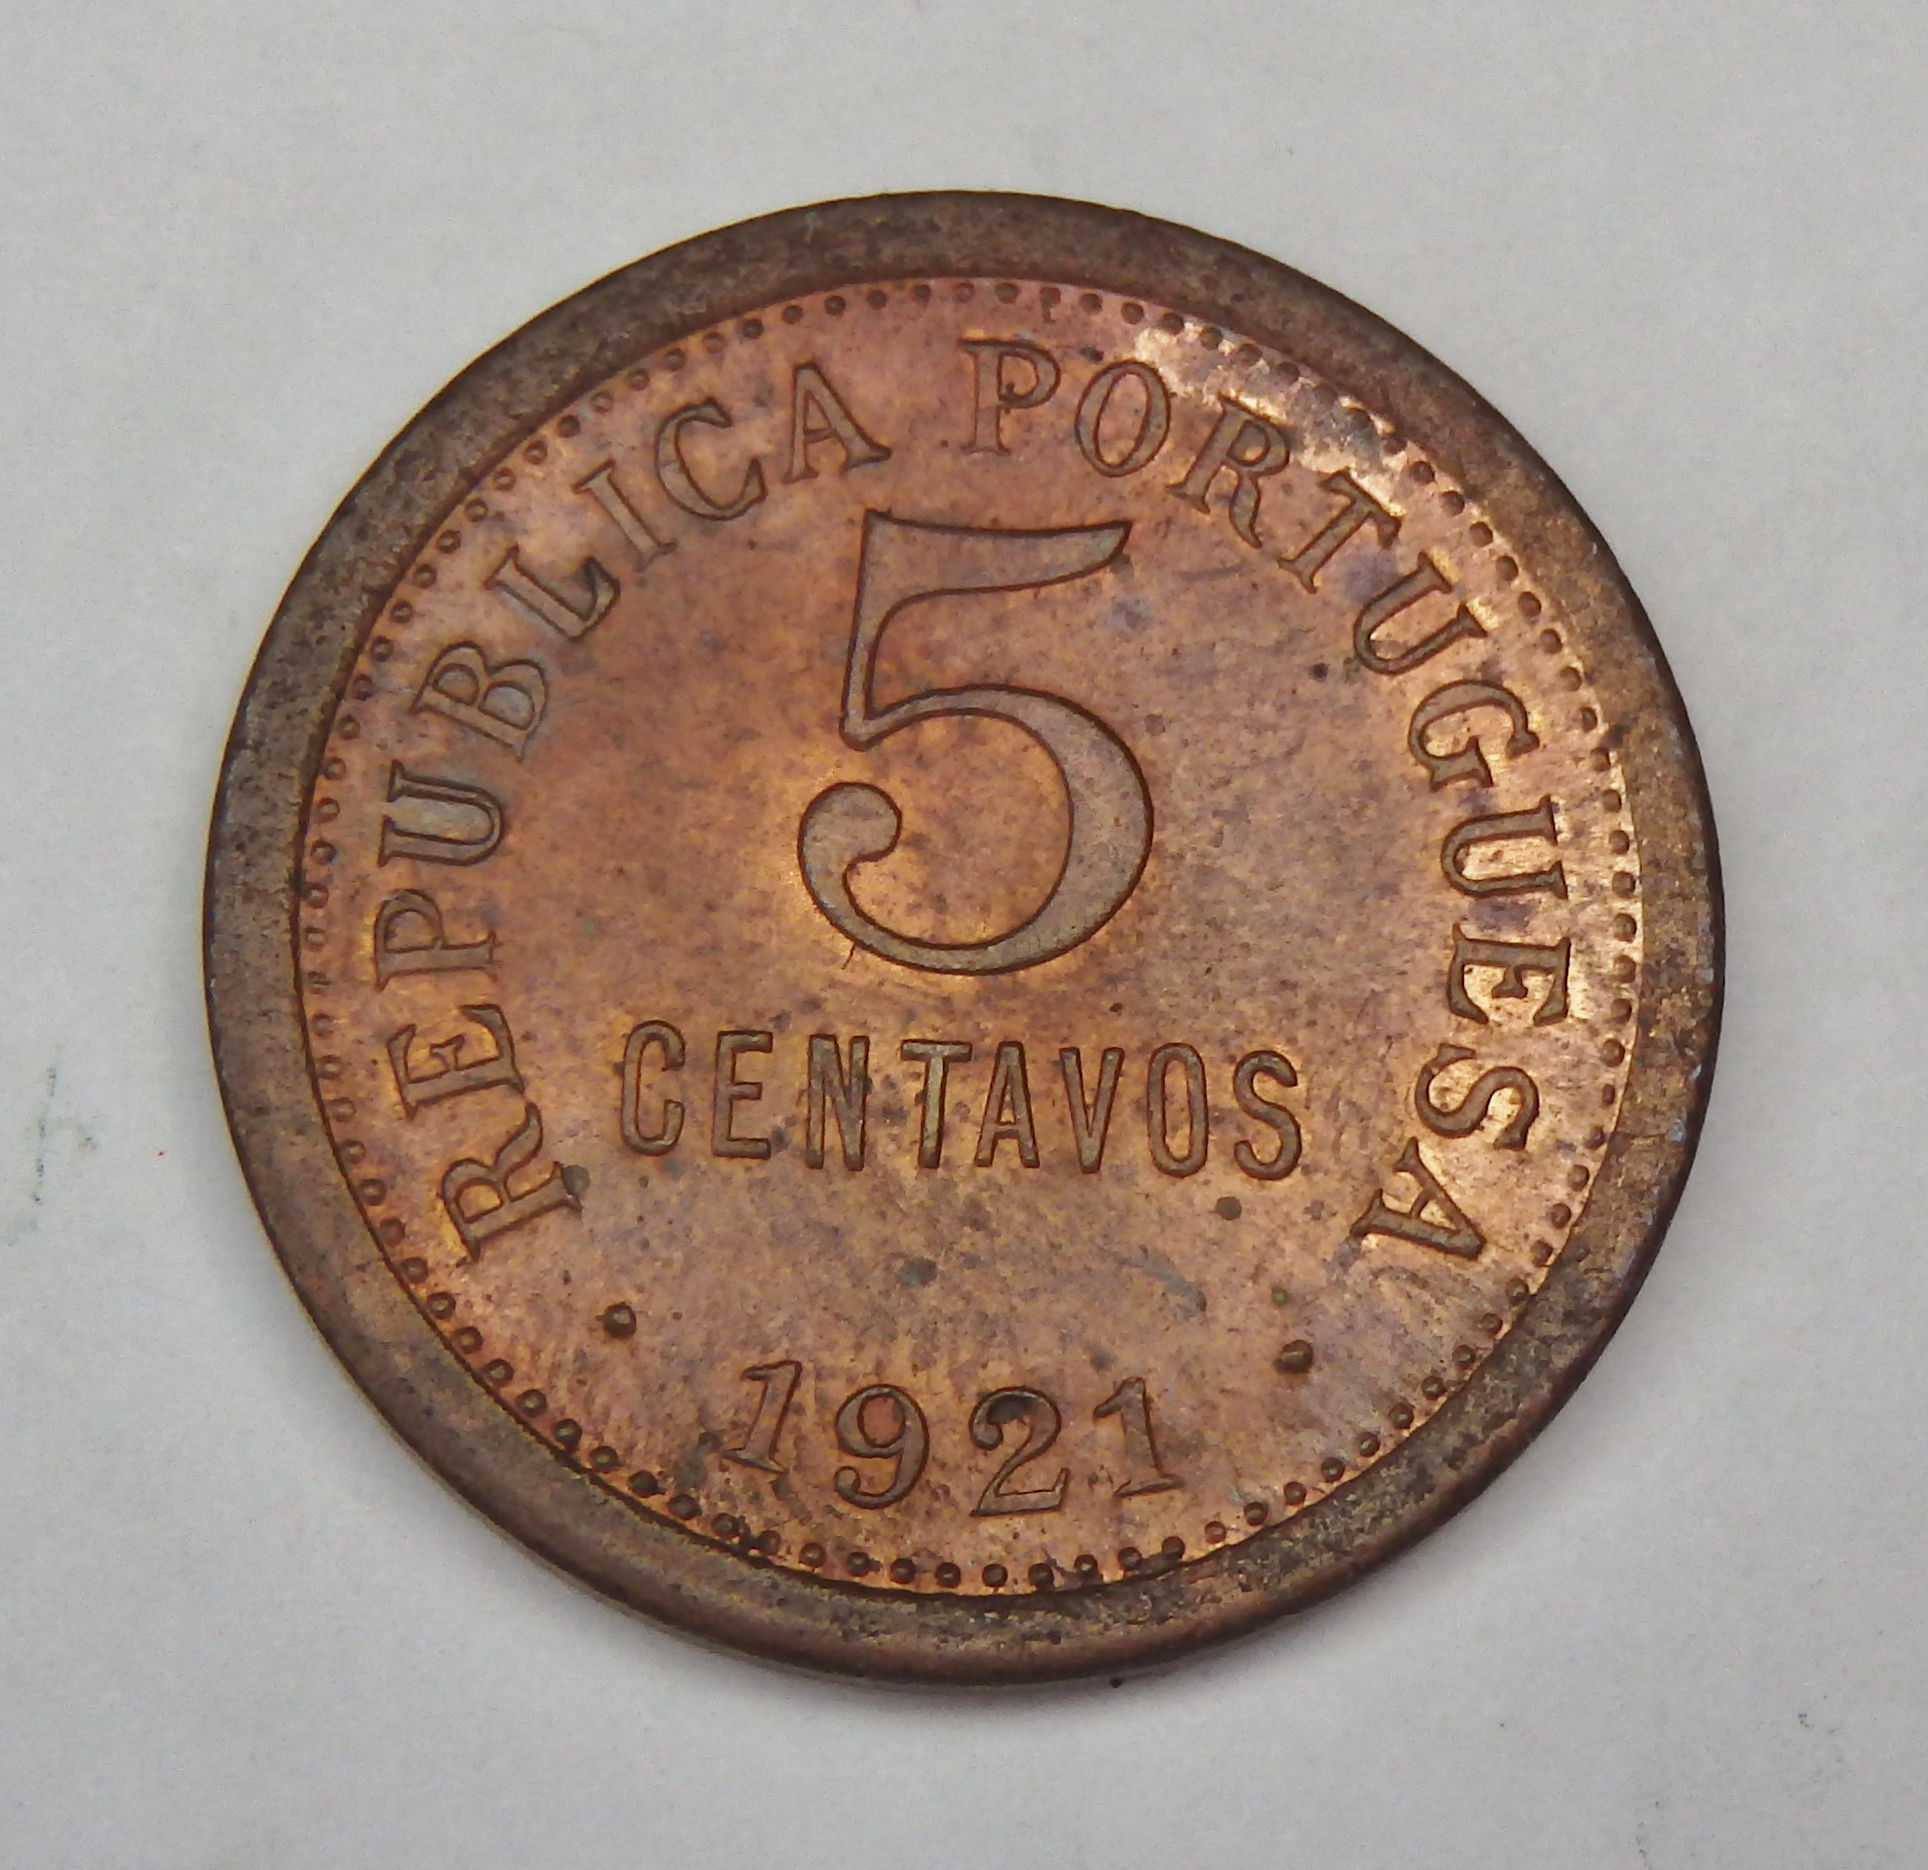 REPUBLICA PORTUGUESA
5
CENTAVOS
1921